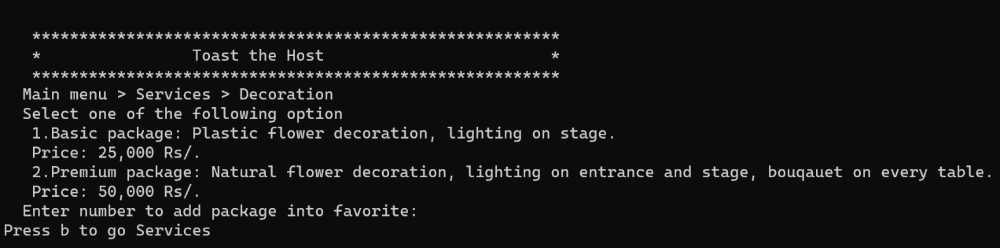 ********************************************************
* Toast the Host *
********************************************************
Main menu > Services > Decoration
Select one of the following option
1.Basic package: Plastic flower decoration, lighting on stage.
Price: 25,000 Rs/.
2.Premium package: Natural flower decoration, lighting on entrance and stage, bouqauet on every table.
Price: 50,000 Rs/.
Enter number to add package into favorite:
Press b to go Services